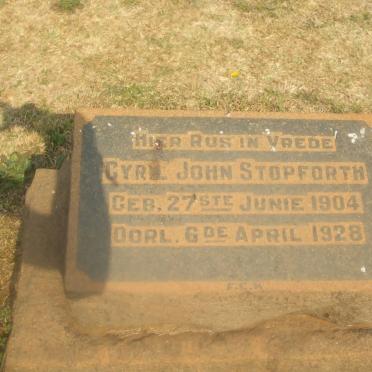 HIER RUS IN VREDE
CYRIL JOHN STOPFORTH
GEB. 27STE JUNIE 1904
OORL. 6DE APRIL 1928